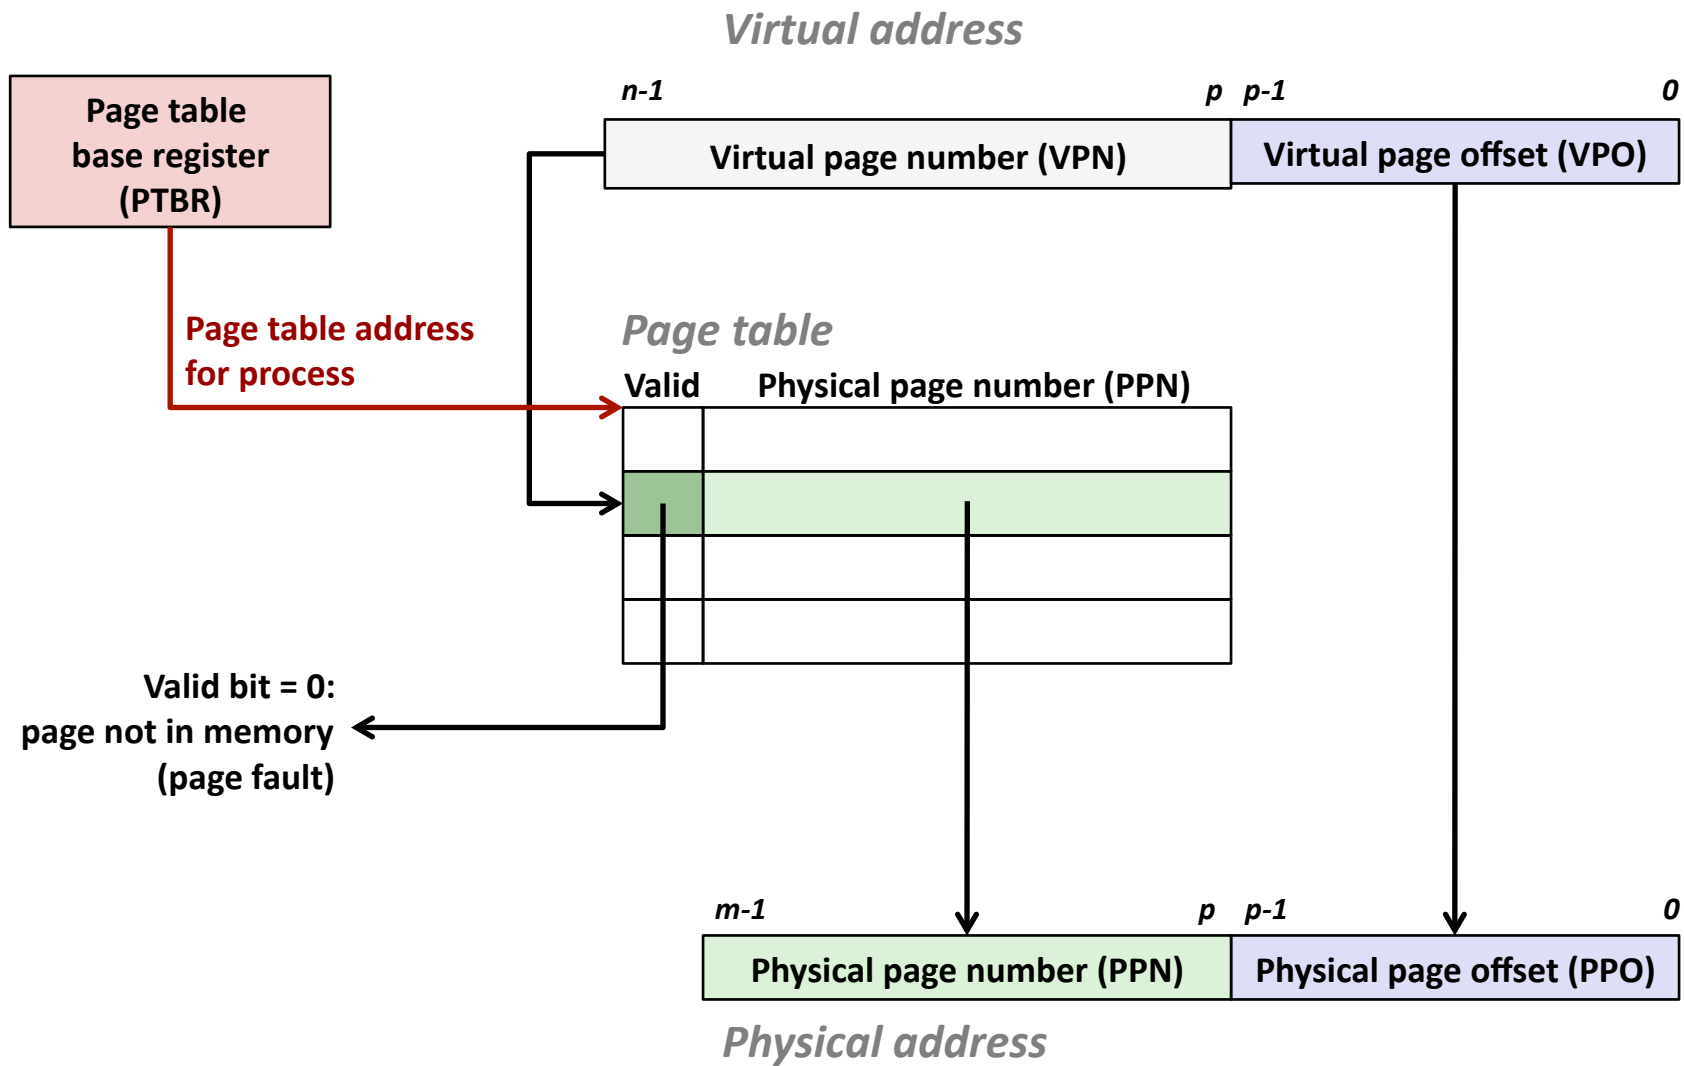 Virtual address
n-1 p p-1 0
Page table
base register
(PTBR)
Virtual page number (VPN) Virtual page offset (VPO)
Page table address
for process
Page table
Valid Physical page number (PPN)
Valid bit = 0:
page not in memory
(page fault)
m-1 p p-1 0
Physical page number (PPN) Physical page offset (PPO)
Physical address